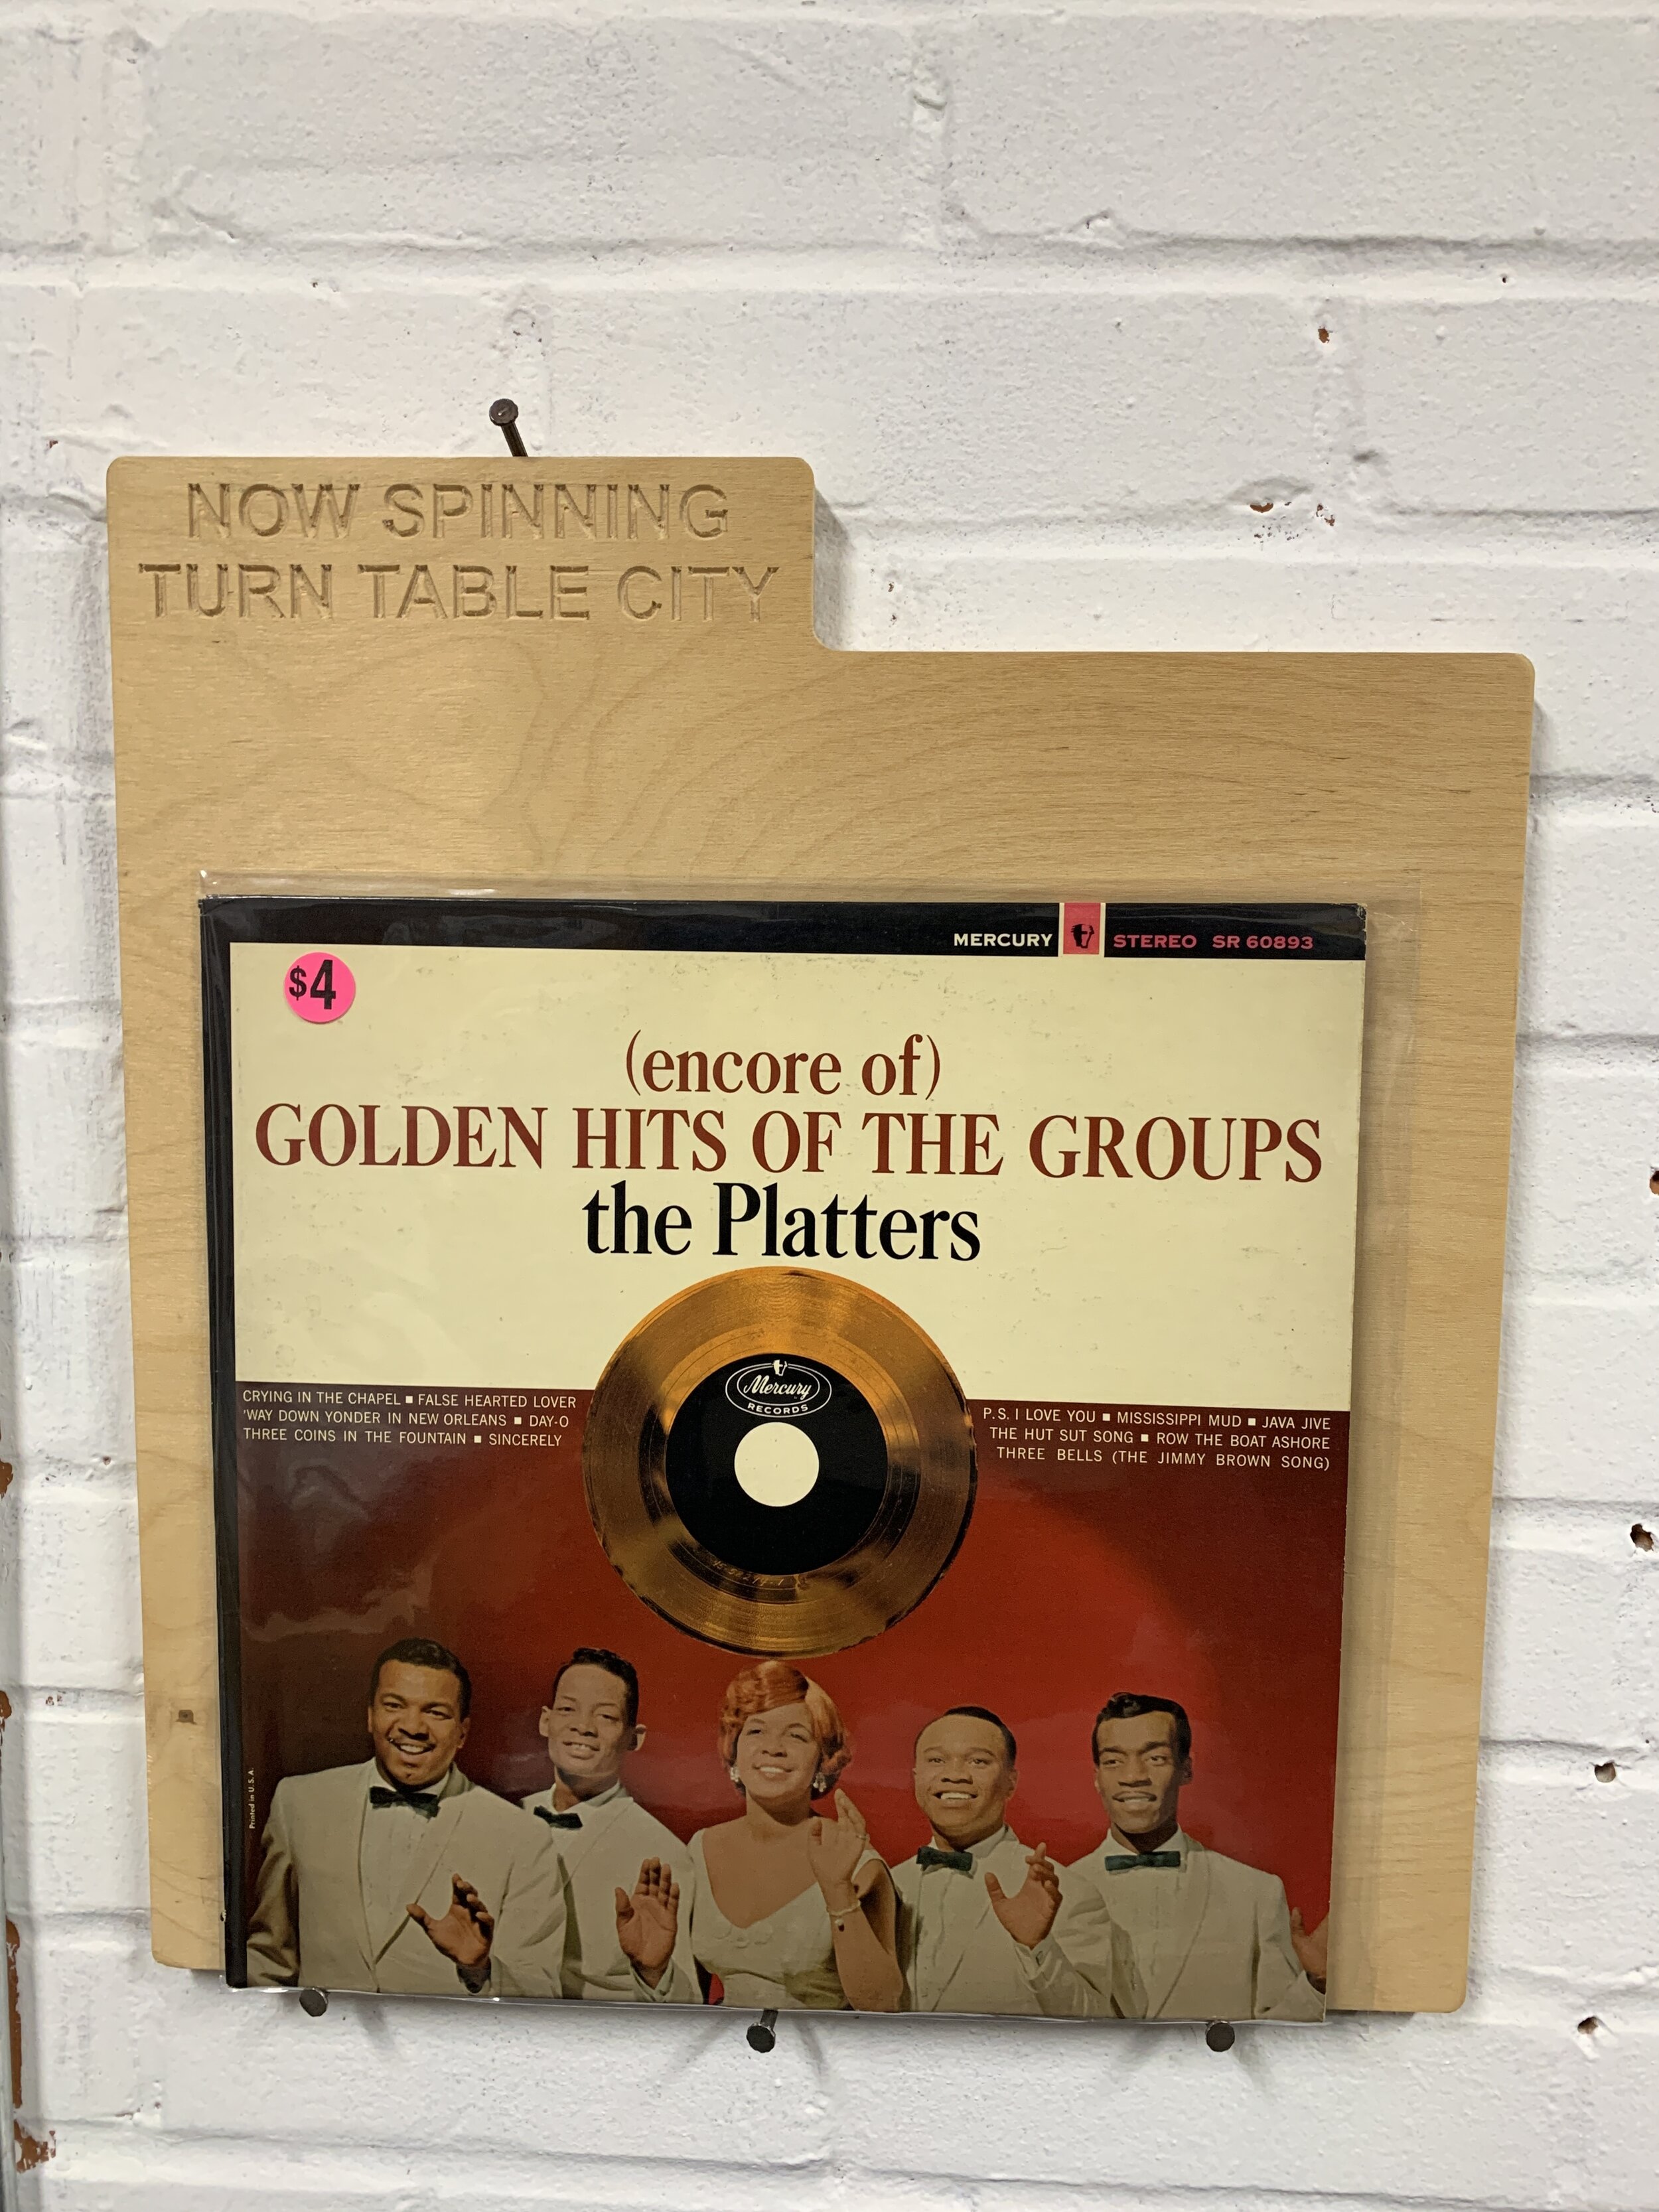 NOW SPINNING
TURN TABLE CITY
MERCURY STEREO SR 60893
$4
(encore of)
GOLDEN HITS OF THE GROUPS
the Platters
CRYING IN THE CHAPEL ■ FALSE HEARTED LOVER
'WAY DOWN YONDER IN NEW ORLEANS ■ DAY-O
THREE COINS IN THE FOUNTAIN ■ SINCERELY
Mercury
RECORDS
P.S. I LOVE YOU ■ MISSISSIPPI MUD ■ JAVA JIVE
THE HUT SUT SONG ■ ROW THE BOAT ASHORE
THREE BELLS (THE JIMMY BROWN SONG)
Printed in U.S.A.